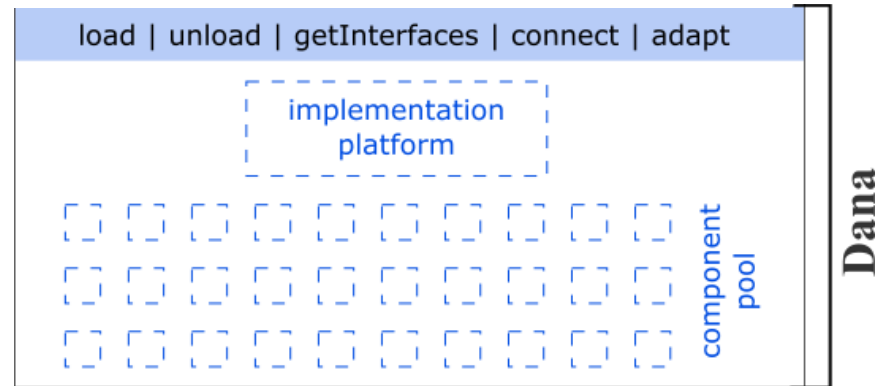 load | unload | getInterfaces | connect | adapt
implementation
platform
component
pool
Dana